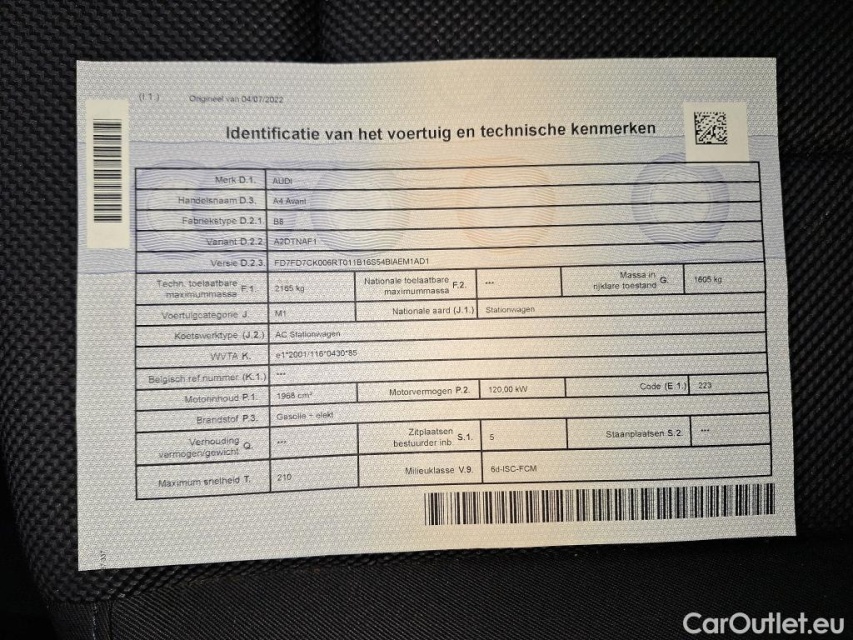 (I 1.) Origineel van 04/07/2022
Identificatie van het voertuig en technische kenmerken
Merk D.1. AUDI
Handelsnaam D.3. A4 Avant
Fabriekstype D.2.1. B8
Variant D.2.2. A2DTNAF1
Versie D.2.3. FD7FD7CK006RT011B16S54BIAEM1AD1
Techn. toelaatbare maximummassa F.1. 2185 kg Nationale toelaatbare maximummassa F.2. --- Massa in rijklare toestand G. 1605 kg
Voertuigcategorie J. M1 Nationale aard (J.1.) Stationwagen
Koetswerktype (J.2.) AC Stationwagen
WVTA K. e1*2001/116*0430*85
Belgisch ref.nummer (K.1.) ---
Motorinhoud P.1. 1968 cm³ Motorvermogen P.2. 120,00 kW Code (E.1.) 223
Brandstof P.3. Gasolie + elekt
Verhouding vermogen/gewicht Q. --- Zitplaatsen bestuurder inb. S.1. 5 Staanplaatsen S.2. ---
Maximum snelheid T. 210 Milieuklasse V.9. 6d-ISC-FCM
CarOutlet.eu